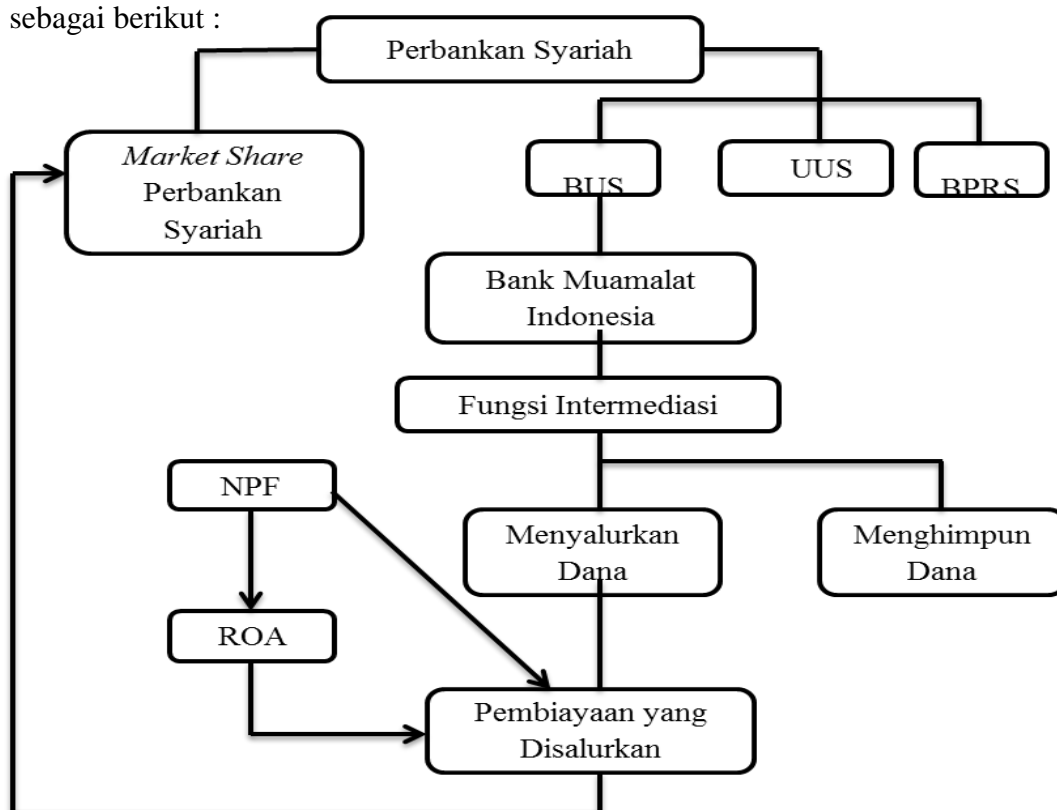 sebagai berikut :
Perbankan Syariah
Market Share
Perbankan
Syariah
BUS
UUS
BPRS
Bank Muamalat
Indonesia
Fungsi Intermediasi
NPF
Menyalurkan
Dana
Menghimpun
Dana
ROA
Pembiayaan yang
Disalurkan